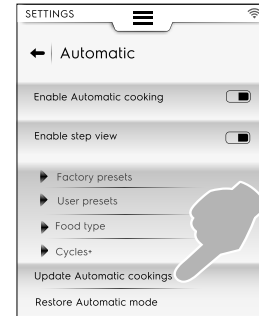 SETTINGS
Automatic
Enable Automatic cooking
Enable step view
Factory presets
User presets
Food type
Cycles+
Update Automatic cookings
Restore Automatic mode